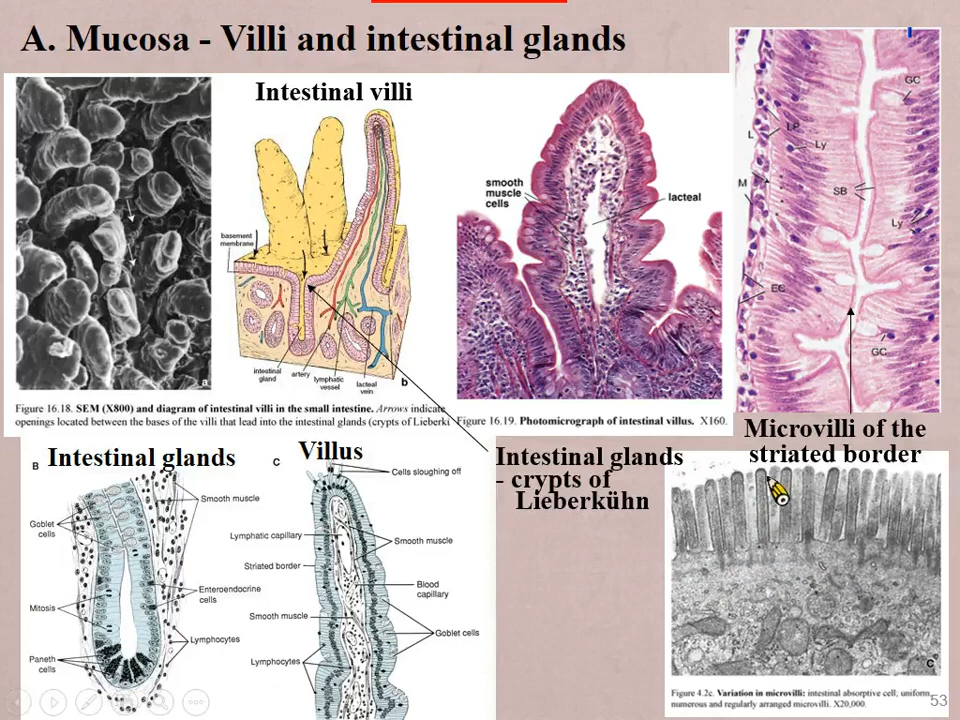 A. Mucosa - Villi and intestinal glands
Intestinal villi
basement
membrane
intestinal
gland
artery
lymphatic
vessel
lacteal
vein
a
b
Figure 16.18. SEM (X800) and diagram of intestinal villi in the small intestine. Arrows indicate
openings located between the bases of the villi that lead into the intestinal glands (crypts of Lieberkü
smooth
muscle
cells
lacteal
Figure 16.19. Photomicrograph of intestinal villus. X160.
GC
L
LP
Ly
M
SB
Ly
EC
GC
Microvilli of the
striated border
B
Intestinal glands
Smooth muscle
Goblet
cells
Mitosis
Enteroendocrine
cells
Lymphocytes
Paneth
cells
C
Villus
Cells sloughing off
Lymphatic capillary
Smooth muscle
Striated border
Blood
capillary
Smooth muscle
Goblet cells
Lymphocytes
Intestinal glands
- crypts of
Lieberkühn
C
Figure 4.2c. Variation in microvilli: intestinal absorptive cell; uniform,
numerous and regularly arranged microvilli. X20,000.
53